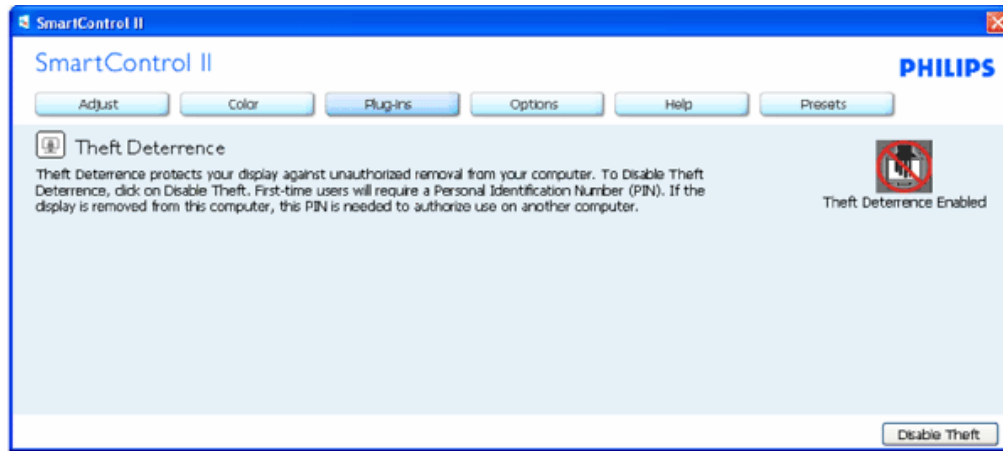 SmartControl II
SmartControl II
PHILIPS
Adjust Color Plug-Ins Options Help Presets
Theft Deterrence
Theft Deterrence protects your display against unauthorized removal from your computer. To Disable Theft
Deterrence, click on Disable Theft. First-time users will require a Personal Identification Number (PIN). If the
display is removed from this computer, this PIN is needed to authorize use on another computer.
Theft Deterrence Enabled
Disable Theft